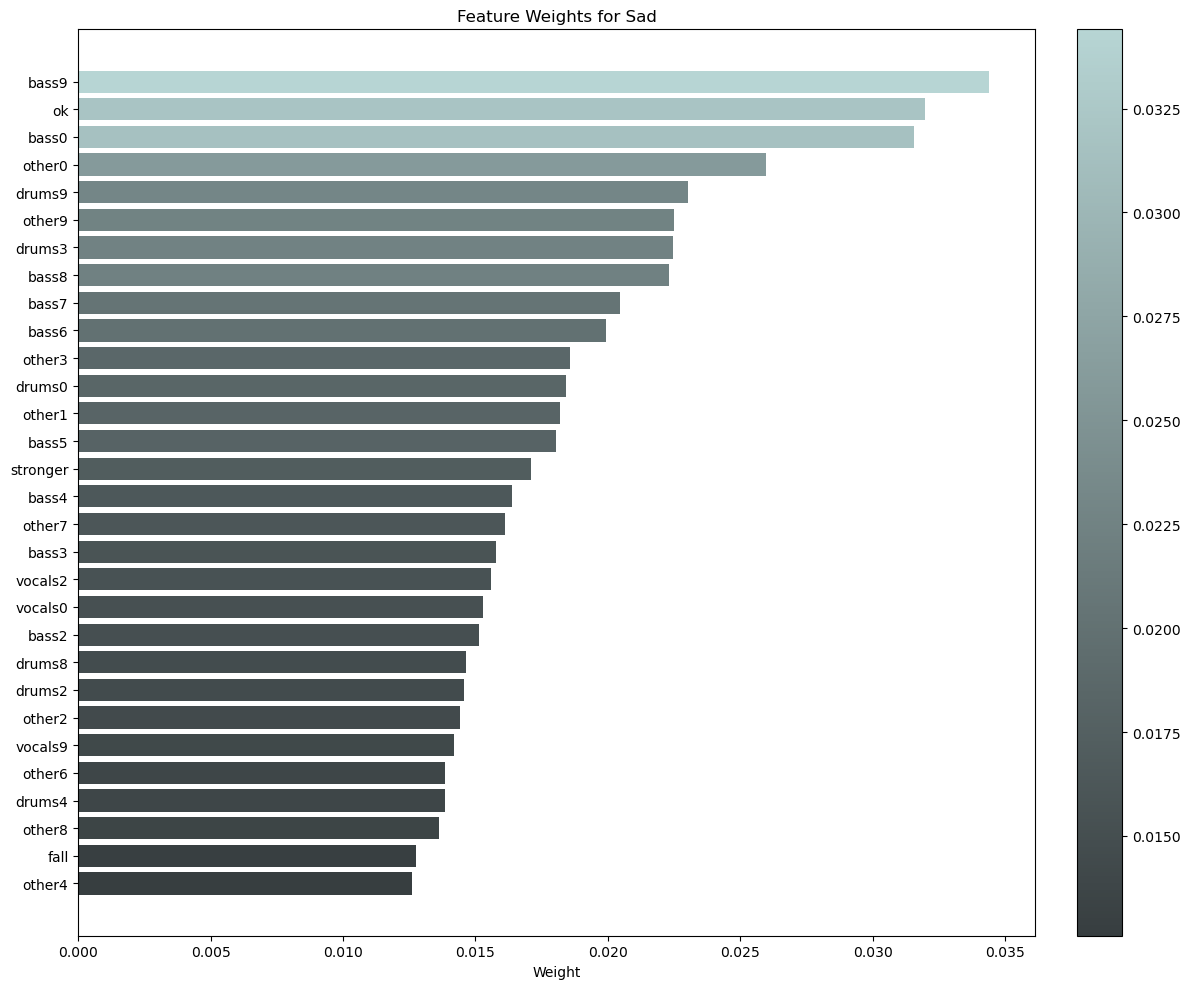 Feature Weights for Sad
bass9
ok
bass0
other0
drums9
other9
drums3
bass8
bass7
bass6
other3
drums0
other1
bass5
stronger
bass4
other7
bass3
vocals2
vocals0
bass2
drums8
drums2
other2
vocals9
other6
drums4
other8
fall
other4
0.000 0.005 0.010 0.015 0.020 0.025 0.030 0.035
Weight
0.0325
0.0300
0.0275
0.0250
0.0225
0.0200
0.0175
0.0150